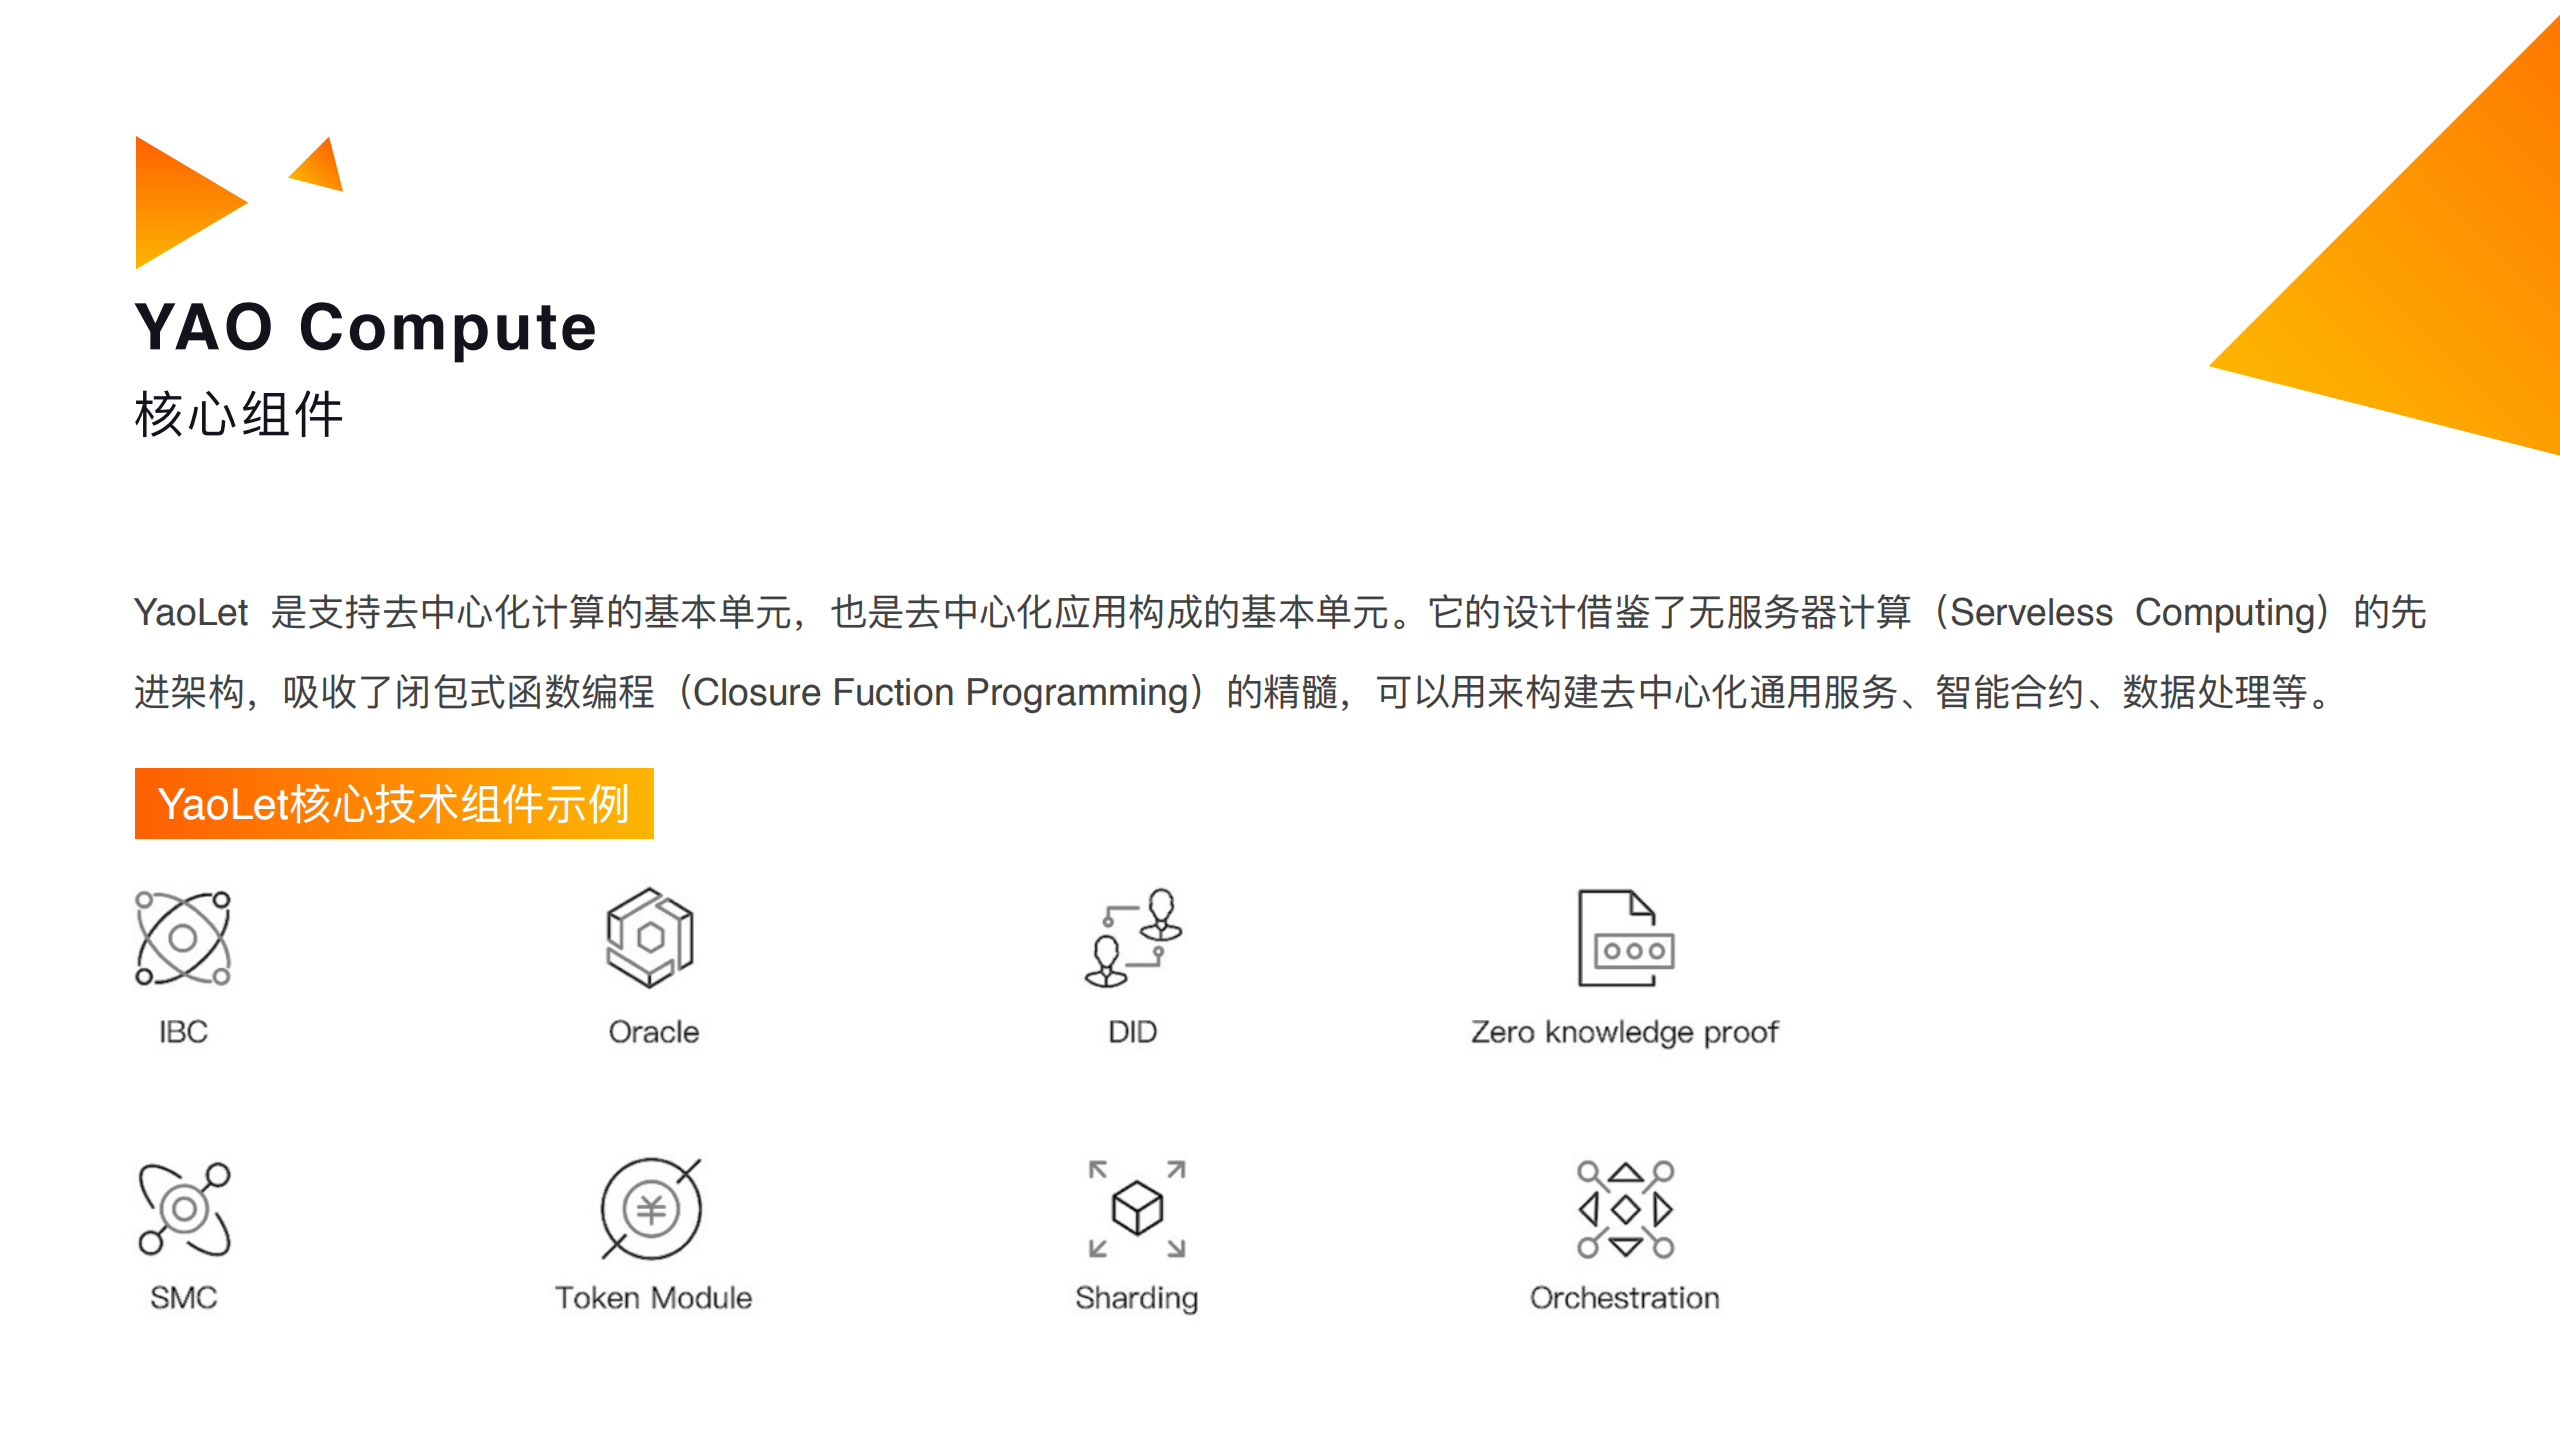 YAO Compute
核心组件
YaoLet 是支持去中心化计算的基本单元，也是去中心化应用构成的基本单元。它的设计借鉴了无服务器计算（Serveless Computing）的先
进架构，吸收了闭包式函数编程（Closure Fuction Programming）的精髓，可以用来构建去中心化通用服务、智能合约、数据处理等。
YaoLet核心技术组件示例
IBC
Oracle
DID
Zero knowledge proof
SMC
Token Module
Sharding
Orchestration